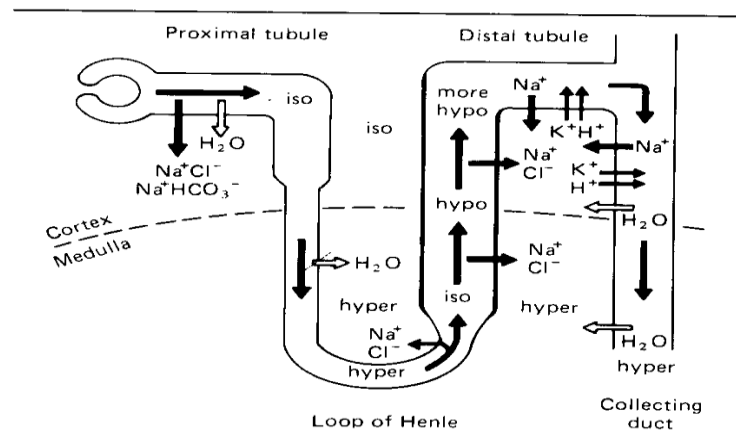 Proximal tubule
Distal tubule
iso
H₂O
Na⁺Cl⁻
Na⁺HCO₃⁻
iso
more
hypo
Na⁺
K⁺H⁺
Na⁺
Cl⁻
Na⁺
K⁺
H⁺
H₂O
Cortex
Medulla
hypo
H₂O
hyper
Na⁺
Cl⁻
iso
hyper
Na⁺
Cl⁻
hyper
H₂O
hyper
Loop of Henle
Collecting
duct